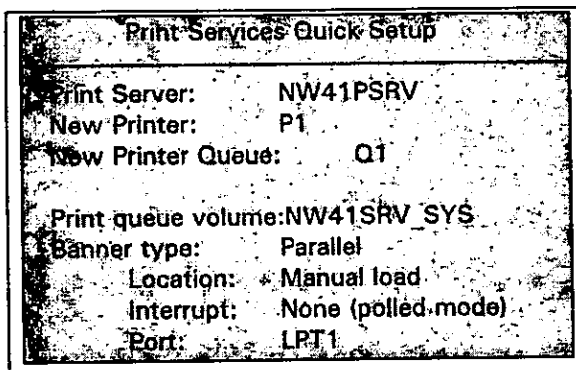 Print Services Quick Setup
Print Server: NW41PSRV
New Printer: P1
New Printer Queue: Q1
Print queue volume:NW41SRV_SYS
Banner type: Parallel
Location: Manual load
Interrupt: None (polled mode)
Port: LPT1